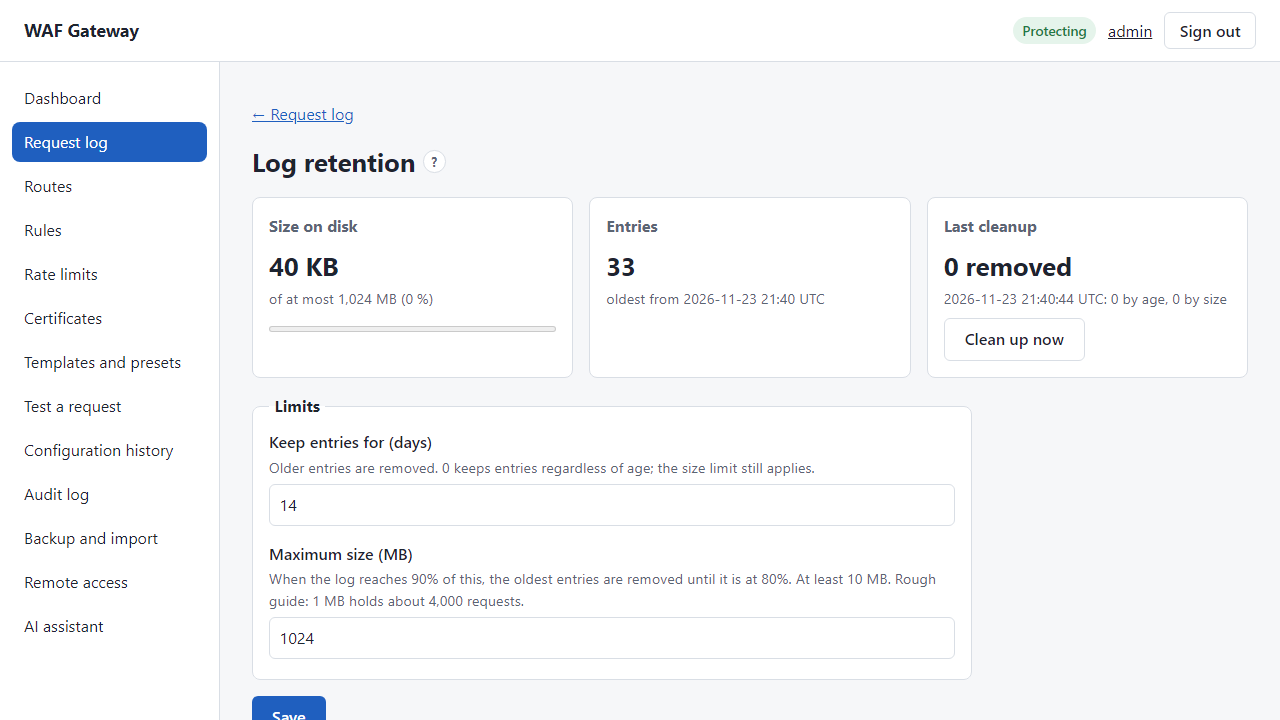 WAF Gateway
Protecting
admin
Sign out
Dashboard
Request log
Routes
Rules
Rate limits
Certificates
Templates and presets
Test a request
Configuration history
Audit log
Backup and import
Remote access
AI assistant
← Request log
Log retention ?
Size on disk
40 KB
of at most 1,024 MB (0 %)
Entries
33
oldest from 2026-11-23 21:40 UTC
Last cleanup
0 removed
2026-11-23 21:40:44 UTC: 0 by age, 0 by size
Clean up now
Limits
Keep entries for (days)
Older entries are removed. 0 keeps entries regardless of age; the size limit still applies.
14
Maximum size (MB)
When the log reaches 90% of this, the oldest entries are removed until it is at 80%. At least 10 MB. Rough
guide: 1 MB holds about 4,000 requests.
1024
Save